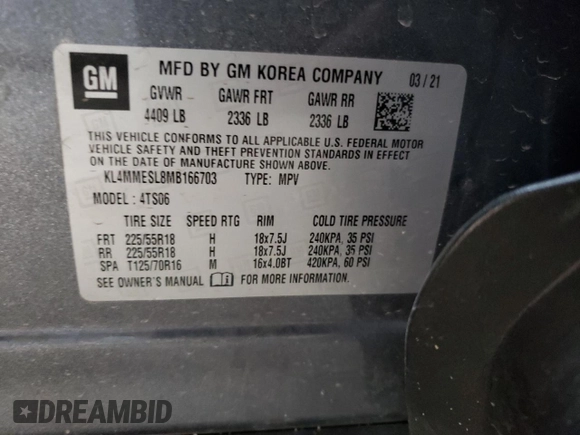 GM
MFD BY GM KOREA COMPANY 03/21
GVWR GAWR FRT GAWR RR
4409 LB 2336 LB 2336 LB
THIS VEHICLE CONFORMS TO ALL APPLICABLE U.S. FEDERAL MOTOR
VEHICLE SAFETY AND THEFT PREVENTION STANDARDS IN EFFECT
ON THE DATE OF MANUFACTURE SHOWN ABOVE.
KL4MMESL8MB166703 TYPE: MPV
MODEL: 4TS06
TIRE SIZE SPEED RTG RIM COLD TIRE PRESSURE
FRT 225/55R18 H 18x7.5J 240KPA, 35 PSI
RR 225/55R18 H 18x7.5J 240KPA, 35 PSI
SPA T125/70R16 M 16x4.0BT 420KPA, 60 PSI
SEE OWNER'S MANUAL FOR MORE INFORMATION.
DREAMBID